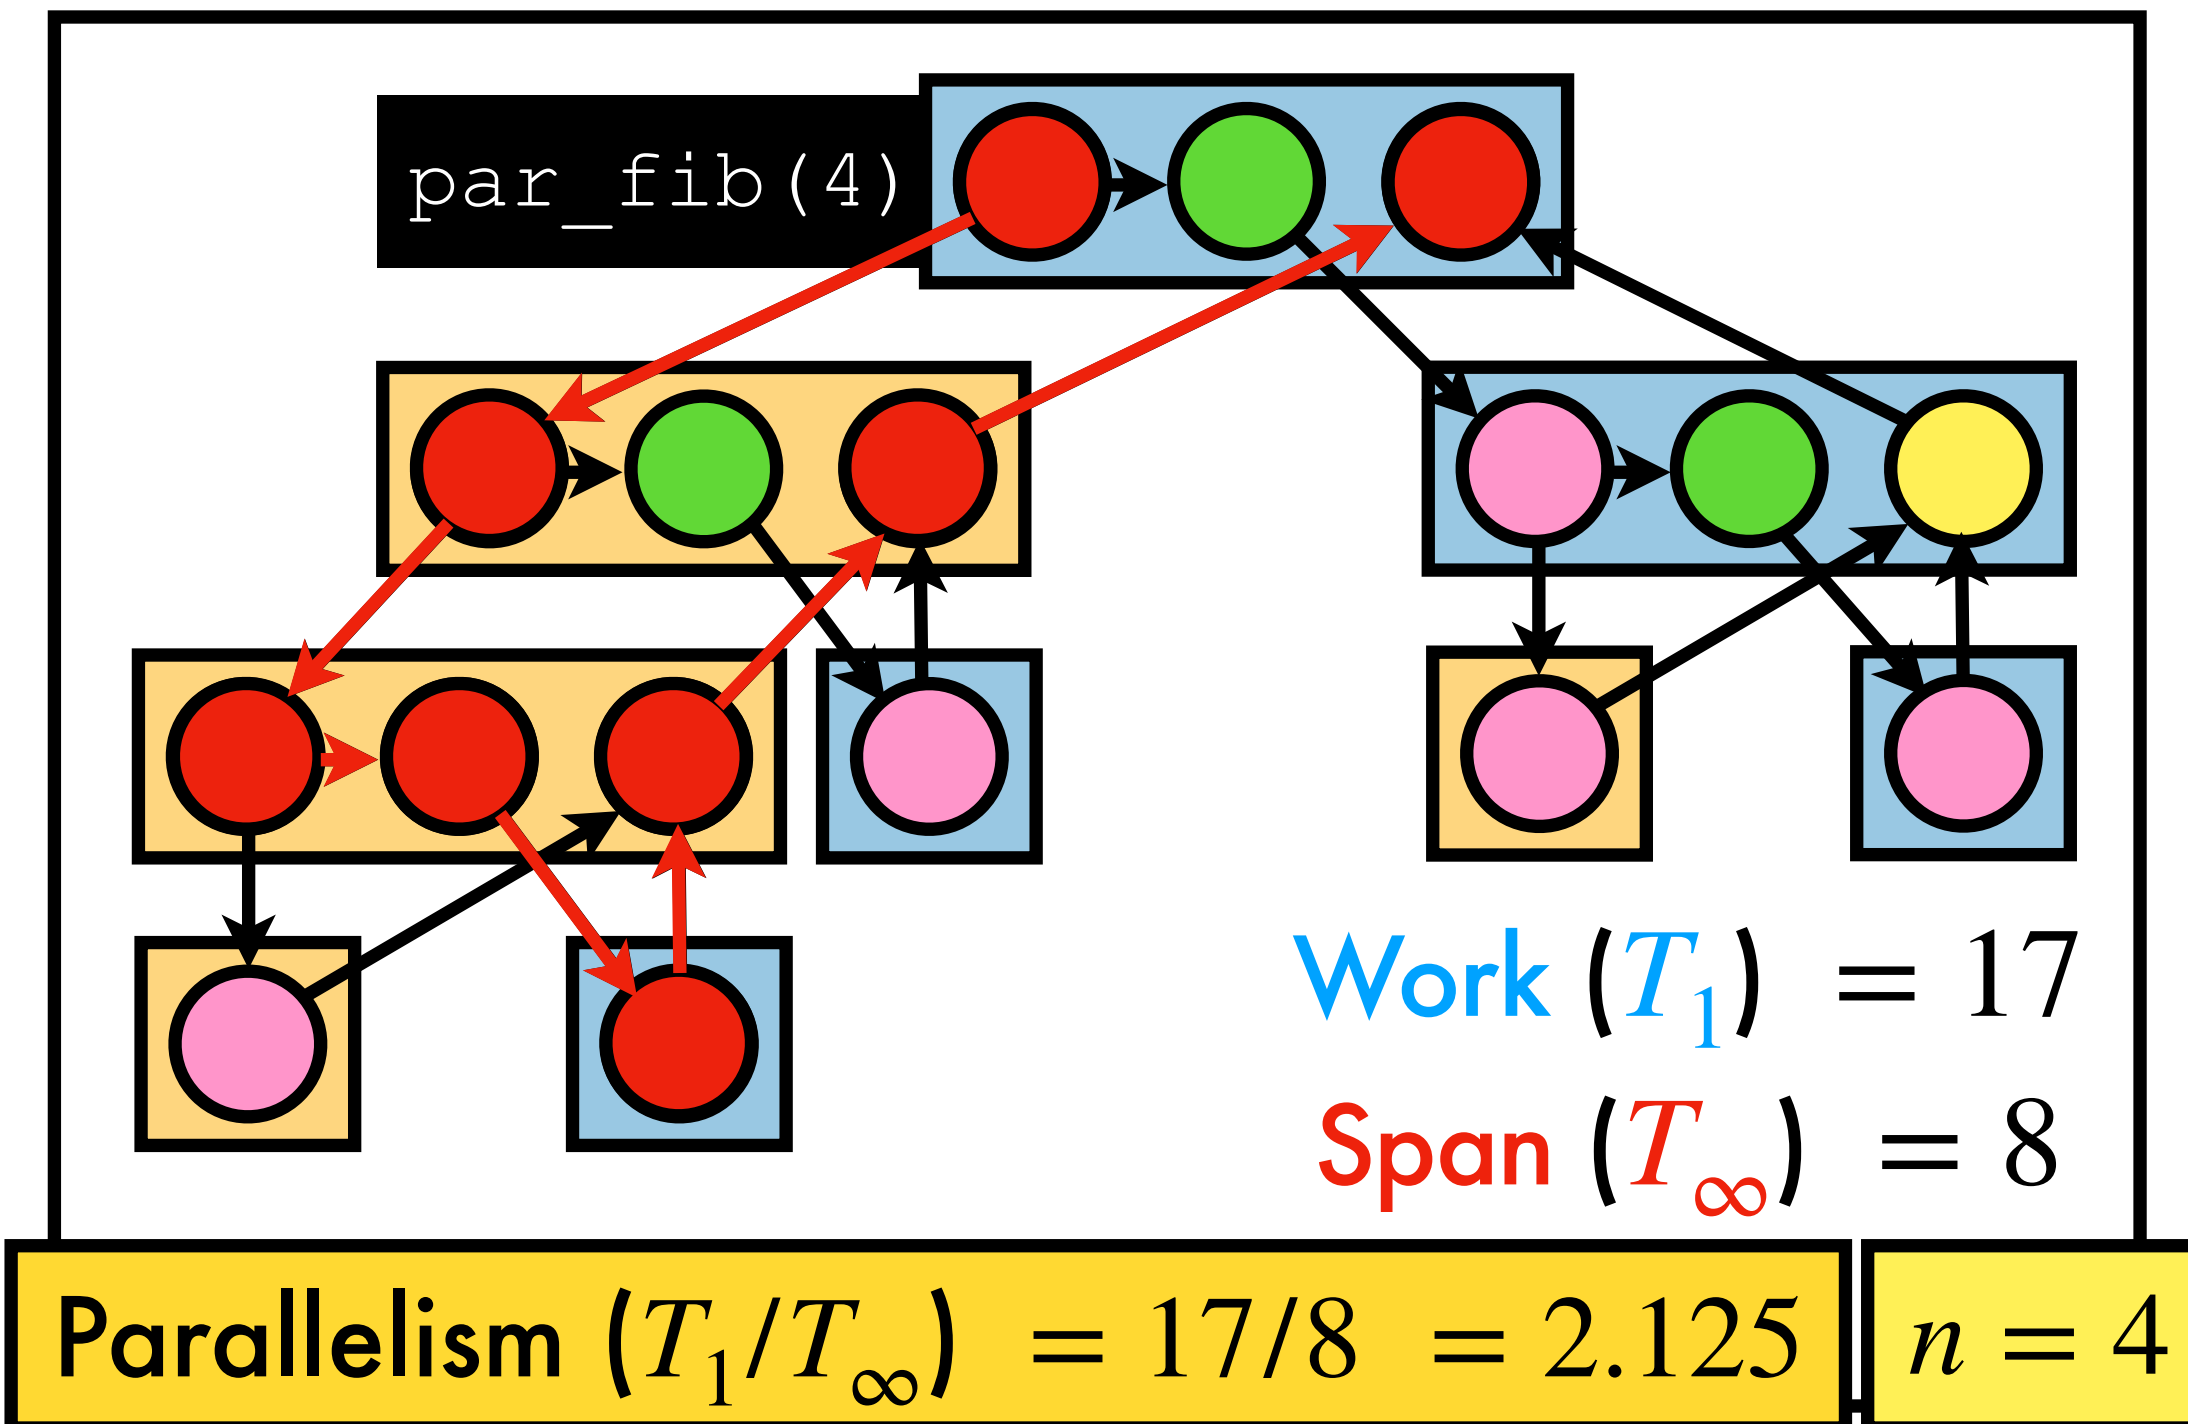 par_fib(4)
Work (T₁) = 17
Span (T∞) = 8
Parallelism (T₁/T∞) = 17/8 = 2.125
n = 4